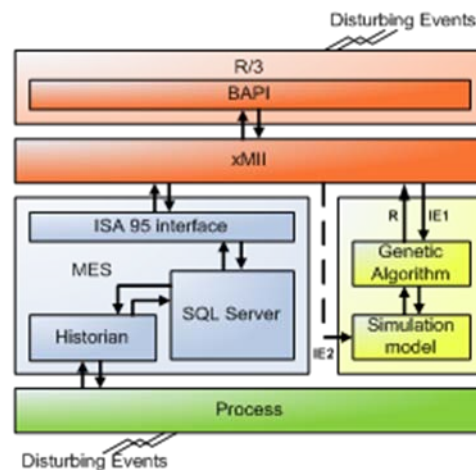 Disturbing Events
R/3
BAPI
xMII
ISA 95 interface
R
IE1
MES
Genetic
Algorithm
SQL Server
Historian
Simulation
model
IE2
Process
Disturbing Events